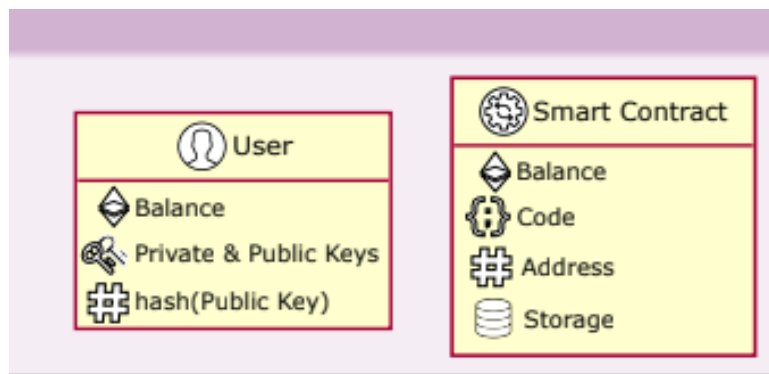 User
Balance
Private & Public Keys
hash(Public Key)
Smart Contract
Balance
Code
Address
Storage